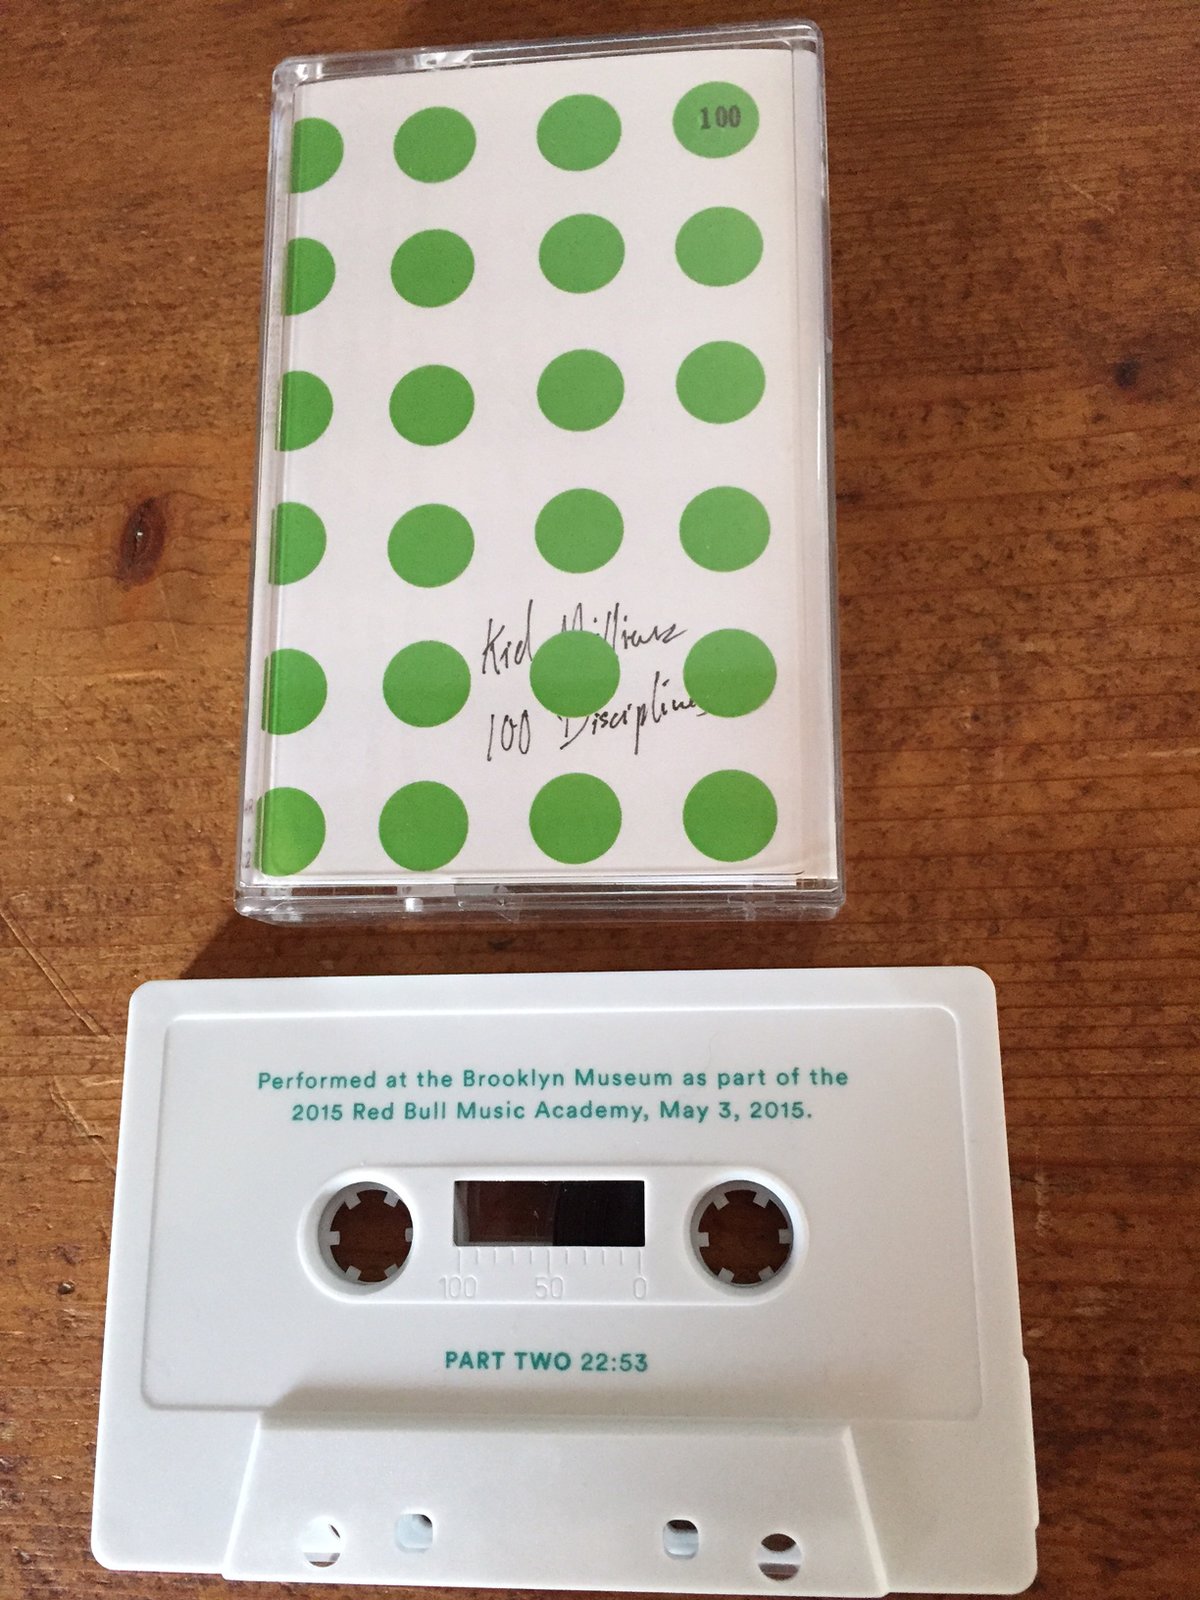 100
Kid Millions
100 Disciplines
Performed at the Brooklyn Museum as part of the
2015 Red Bull Music Academy, May 3, 2015.
100 50 0
PART TWO 22:53